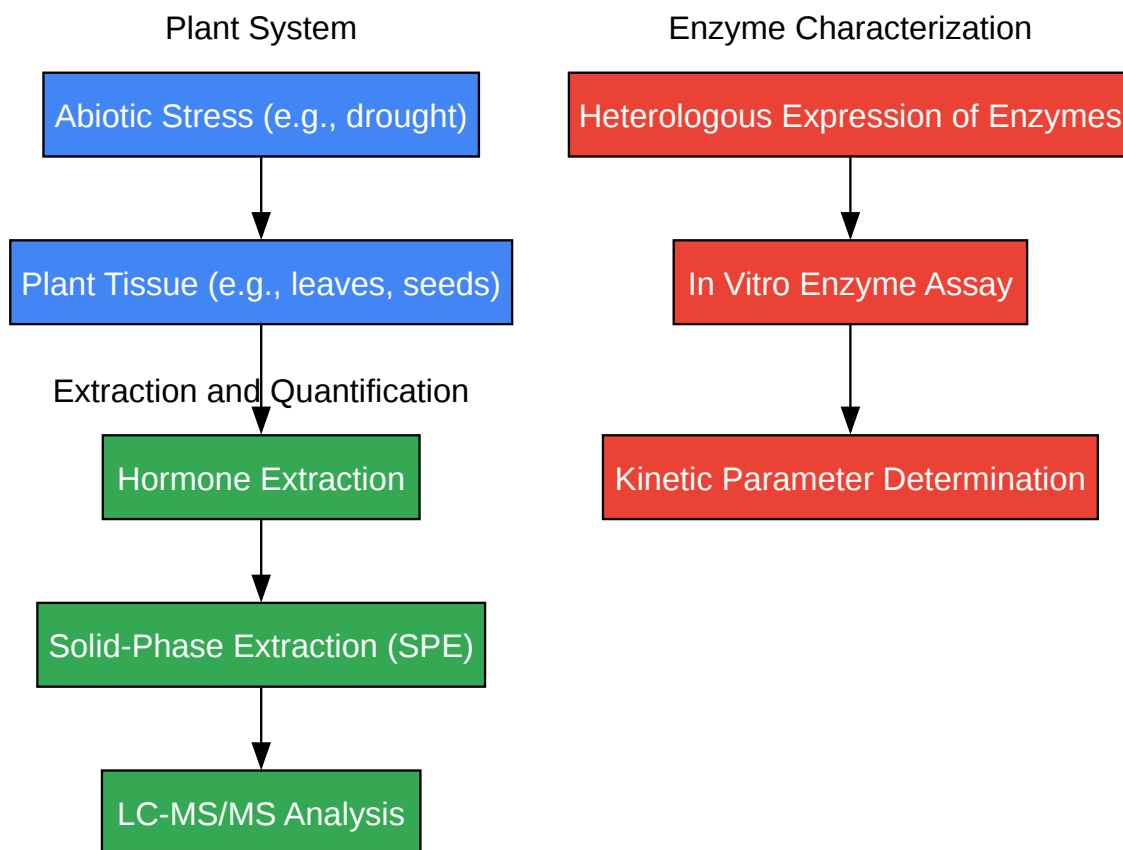 Plant System
Abiotic Stress (e.g., drought)
Plant Tissue (e.g., leaves, seeds)
Extraction and Quantification
Hormone Extraction
Solid-Phase Extraction (SPE)
LC-MS/MS Analysis
Enzyme Characterization
Heterologous Expression of Enzymes
In Vitro Enzyme Assay
Kinetic Parameter Determination